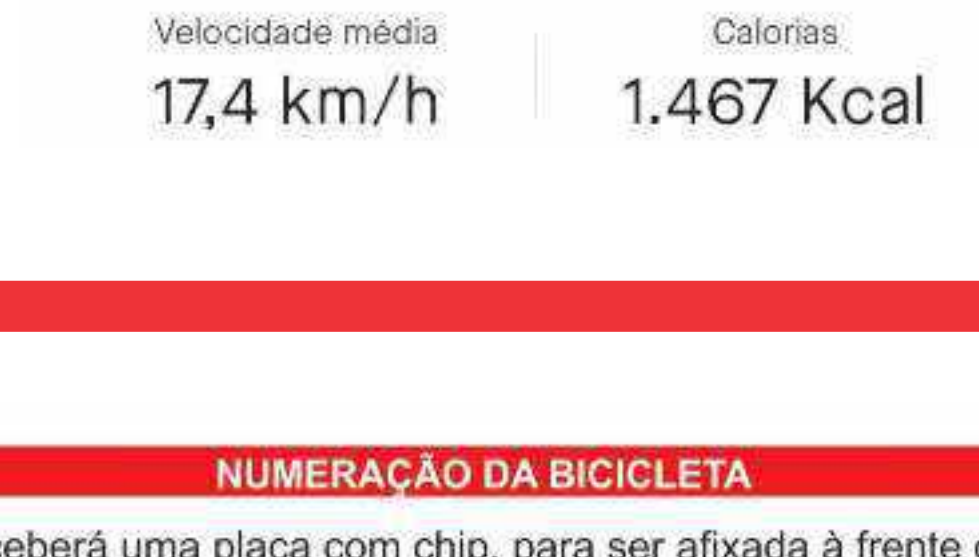 Velocidade média Calorias
17,4 km/h 1.467 Kcal
NUMERAÇÃO DA BICICLETA
uma placa com chip, para ser afixada à frente